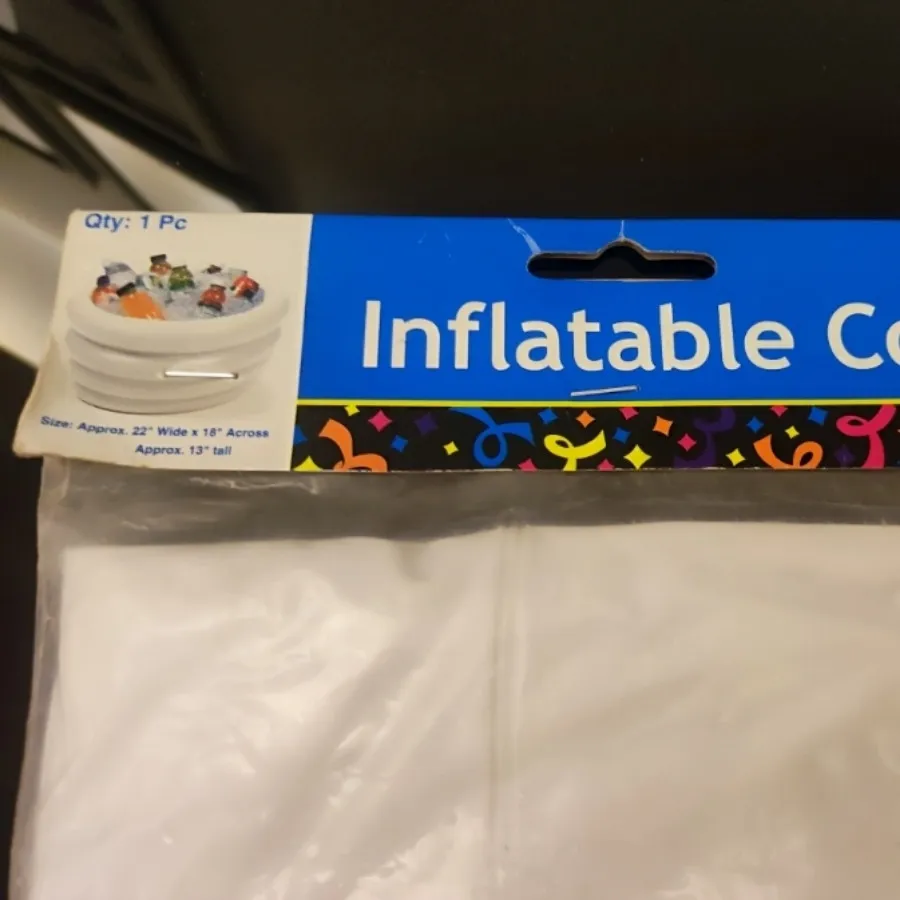 Qty: 1 Pc
Inflatable Co
Size: Approx. 22" Wide x 18" Across
Approx. 13" tall